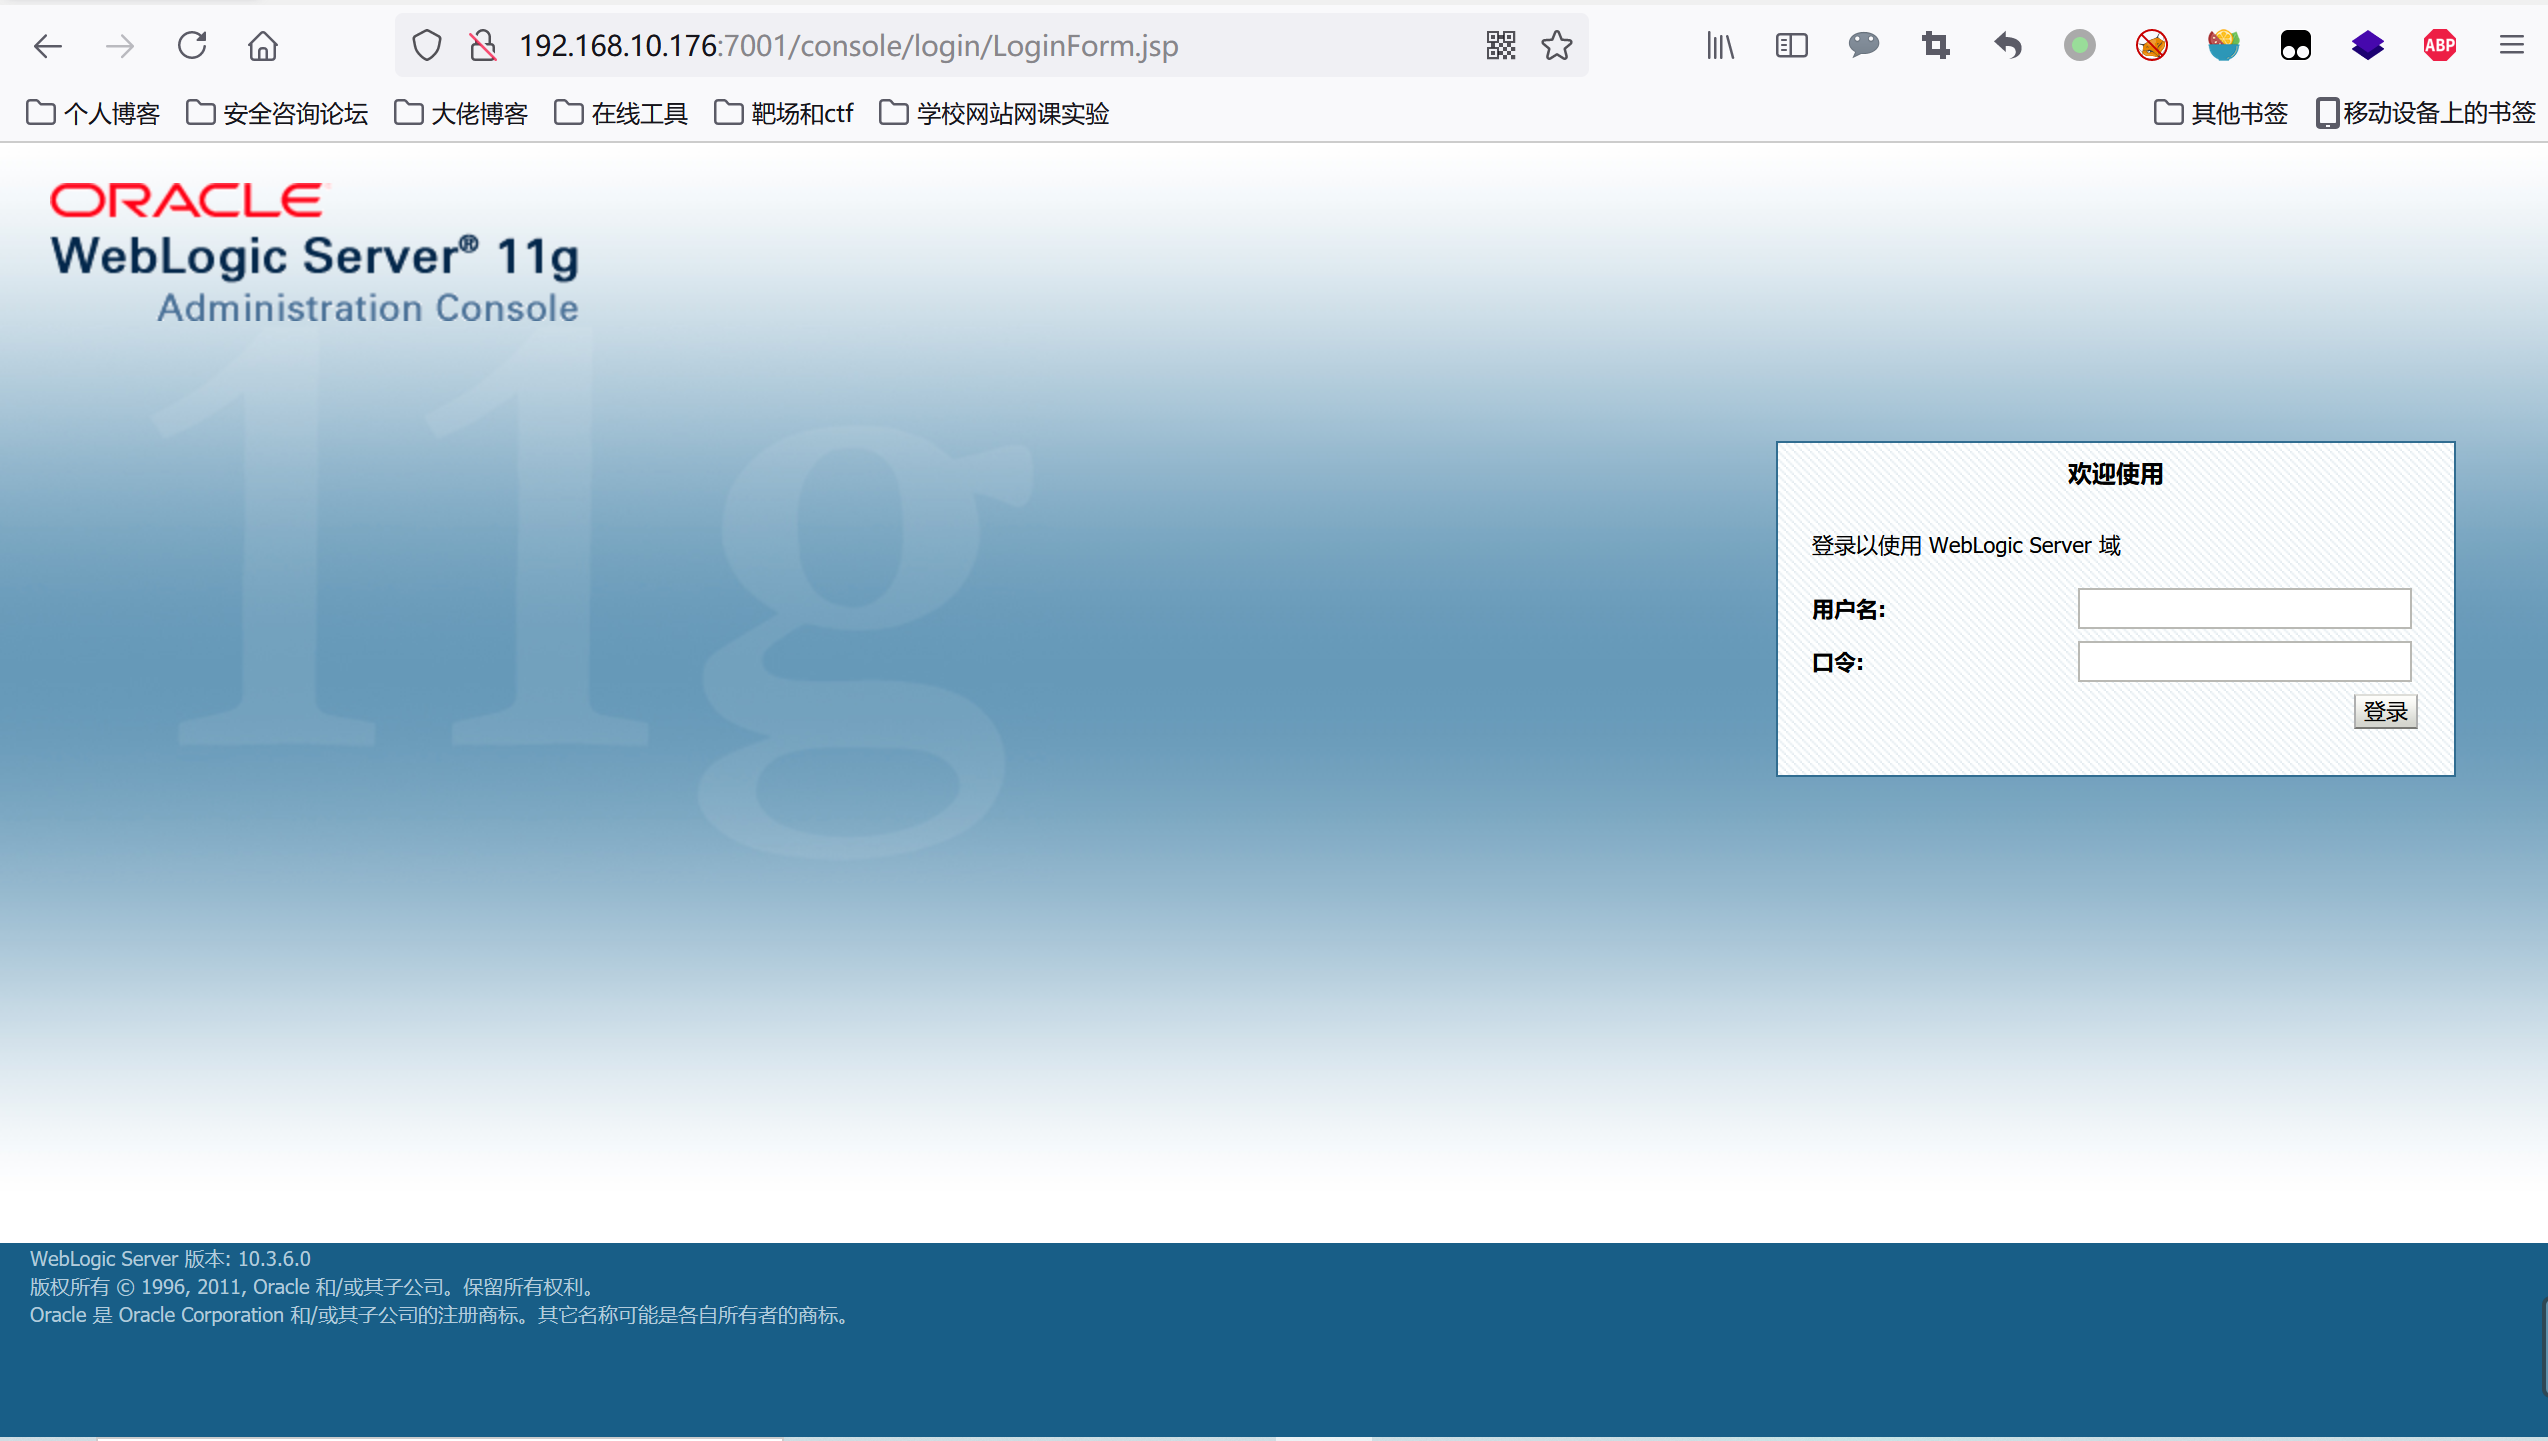 192.168.10.176:7001/console/login/LoginForm.jsp
ABP
个人博客 安全咨询论坛 大佬博客 在线工具 靶场和ctf 学校网站网课实验 其他书签 移动设备上的书签
ORACLE
WebLogic Server® 11g
Administration Console
11g
欢迎使用
登录以使用 WebLogic Server 域
用户名:
口令:
登录
WebLogic Server 版本: 10.3.6.0
版权所有 © 1996, 2011, Oracle 和/或其子公司。保留所有权利。
Oracle 是 Oracle Corporation 和/或其子公司的注册商标。其它名称可能是各自所有者的商标。